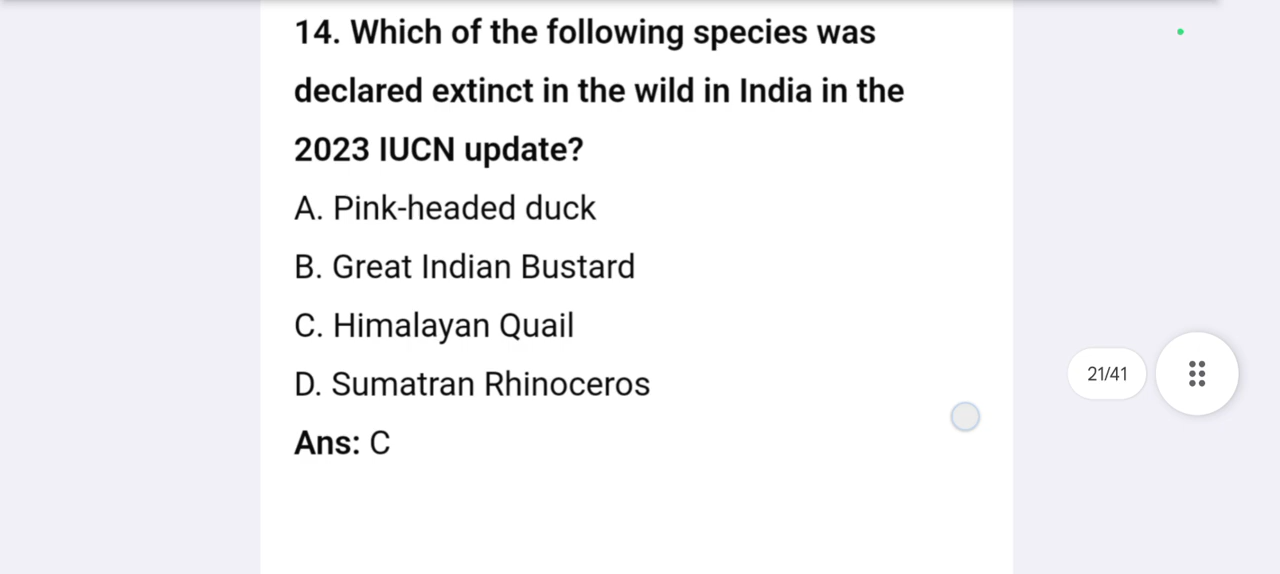 14. Which of the following species was
declared extinct in the wild in India in the
2023 IUCN update?
A. Pink-headed duck
B. Great Indian Bustard
C. Himalayan Quail
D. Sumatran Rhinoceros
21/41
Ans: C